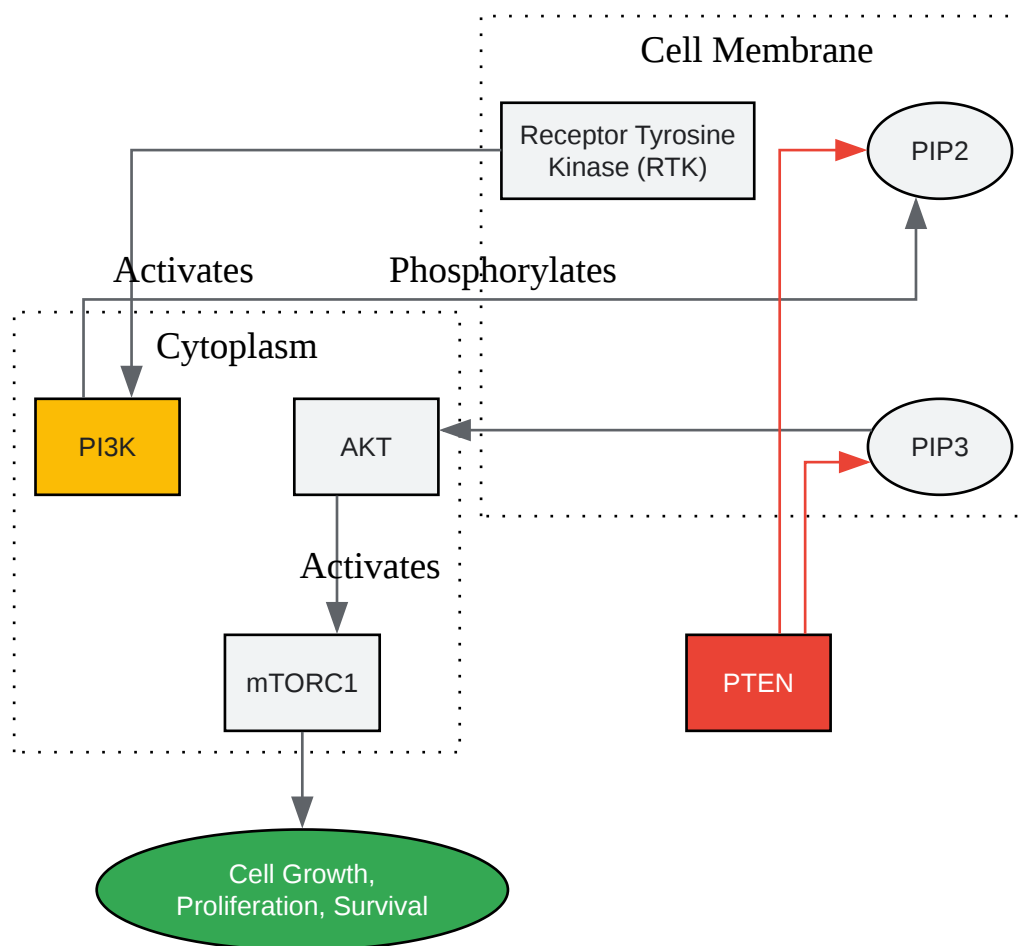 Cell Membrane
Receptor Tyrosine
Kinase (RTK)
PIP2
Activates
Phosphorylates
Cytoplasm
PI3K
AKT
PIP3
Activates
mTORC1
PTEN
Cell Growth,
Proliferation, Survival